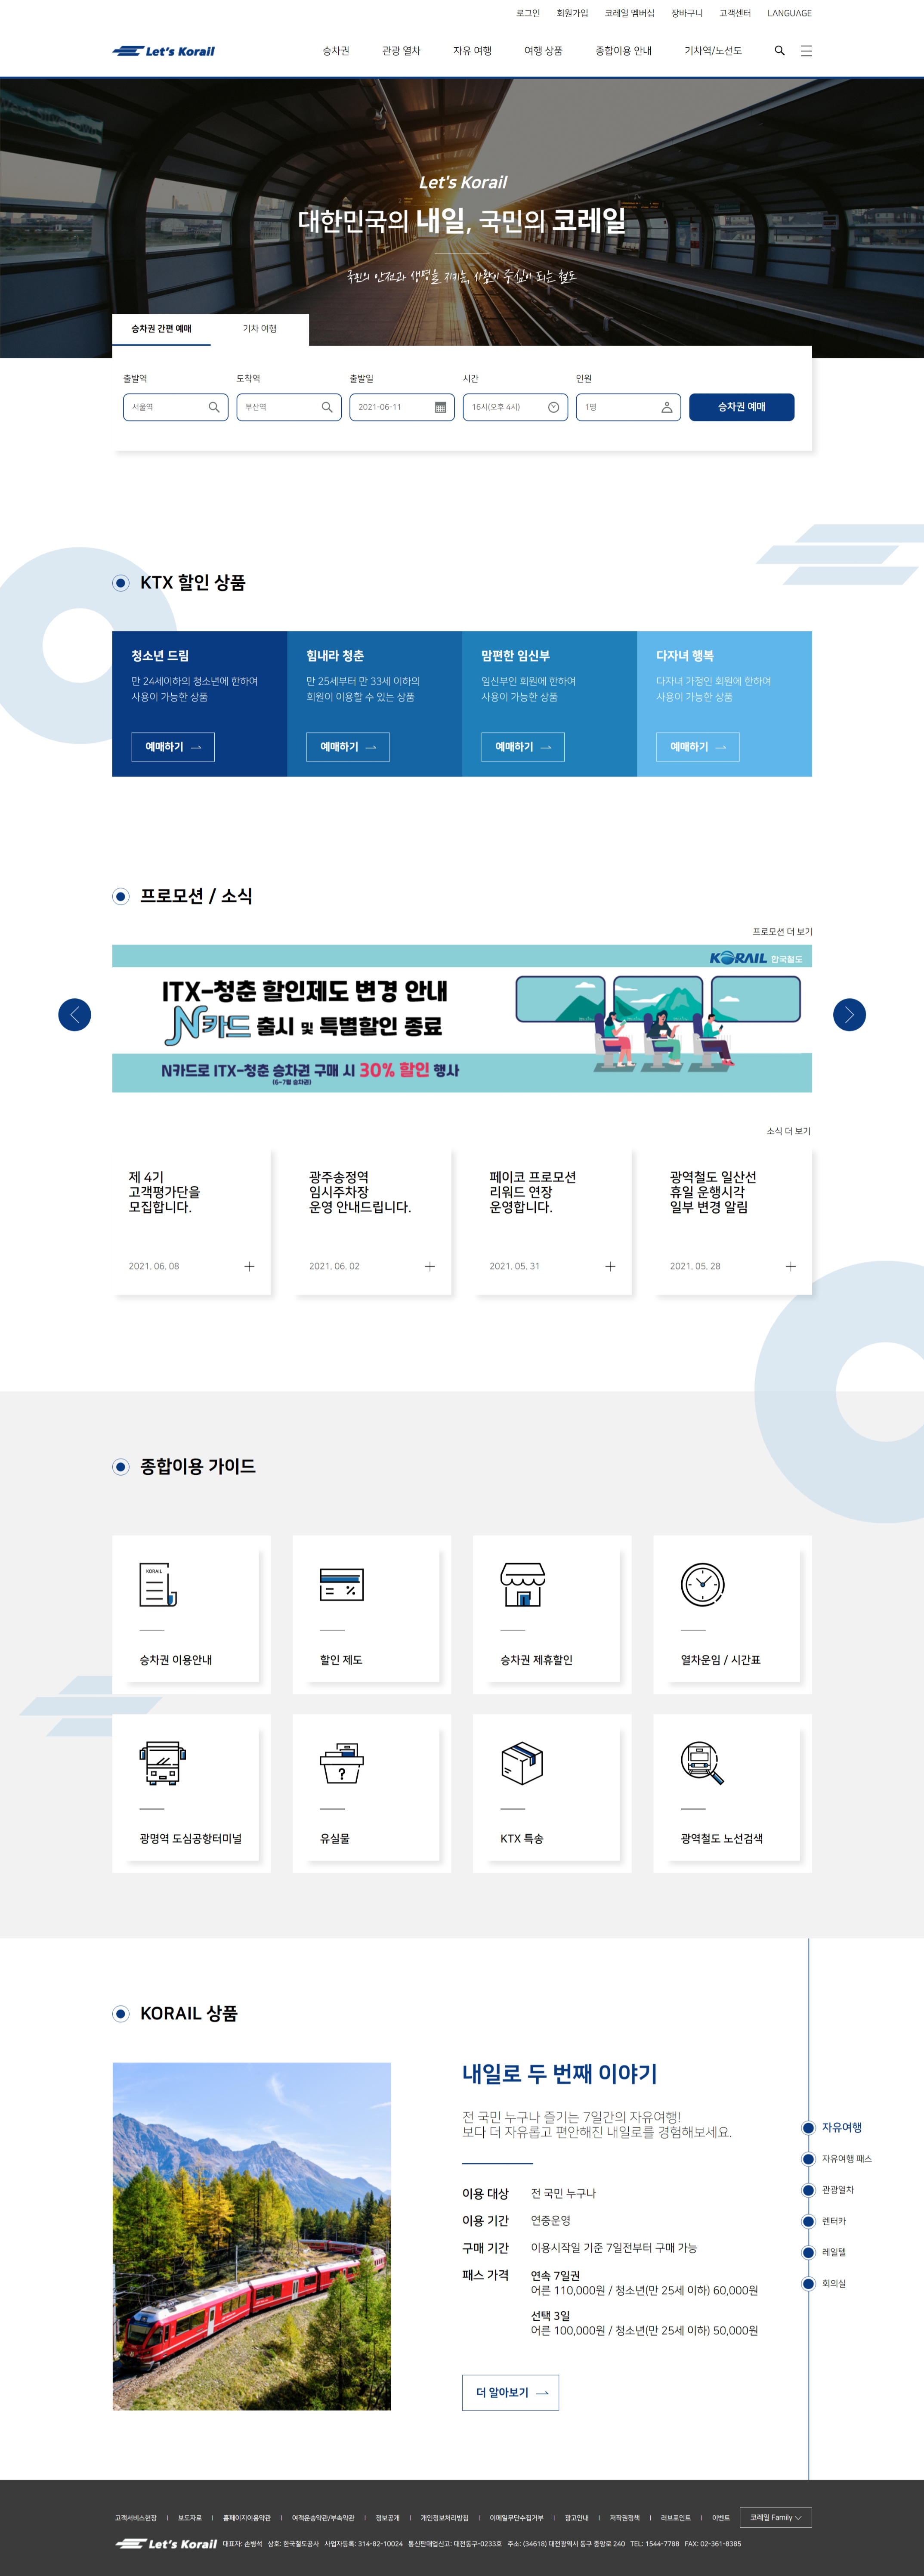 로그인 회원가입 코레일 멤버십 장바구니 고객센터 LANGUAGE
Let's Korail 승차권 관광 열차 자유 여행 여행 상품 종합이용 안내 기차역/노선도
Let's Korail
대한민국의 내일, 국민의 코레일
국민의 안전과 생명을 지키는, 사람이 중심이 되는 철도
승차권 간편 예매 기차 여행
출발역 도착역 출발일 시간 인원
서울역 부산역 2021-06-11 16시(오후 4시) 1명 승차권 예매
KTX 할인 상품
청소년 드림
만 24세이하의 청소년에 한하여
사용이 가능한 상품
예매하기
힘내라 청춘
만 25세부터 만 33세 이하의
회원이 이용할 수 있는 상품
예매하기
맘편한 임신부
임신부인 회원에 한하여
사용이 가능한 상품
예매하기
다자녀 행복
다자녀 가정인 회원에 한하여
사용이 가능한 상품
예매하기
프로모션 / 소식
프로모션 더 보기
KORAIL 한국철도
ITX-청춘 할인제도 변경 안내
N카드 출시 및 특별할인 종료
N카드로 ITX-청춘 승차권 구매 시 30% 할인 행사
(6~7월 승차권)
소식 더 보기
제 4기
고객평가단을
모집합니다.
2021. 06. 08
광주송정역
임시주차장
운영 안내드립니다.
2021. 06. 02
페이코 프로모션
리워드 연장
운영합니다.
2021. 05. 31
광역철도 일산선
휴일 운행시각
일부 변경 알림
2021. 05. 28
종합이용 가이드
KORAIL
승차권 이용안내
할인 제도
승차권 제휴할인
열차운임 / 시간표
광명역 도심공항터미널
유실물
KTX 특송
광역철도 노선검색
KORAIL 상품
내일로 두 번째 이야기
전 국민 누구나 즐기는 7일간의 자유여행!
보다 더 자유롭고 편안해진 내일로를 경험해보세요.
이용 대상 전 국민 누구나
이용 기간 연중운영
구매 기간 이용시작일 기준 7일전부터 구매 가능
패스 가격 연속 7일권
어른 110,000원 / 청소년(만 25세 이하) 60,000원
선택 3일
어른 100,000원 / 청소년(만 25세 이하) 50,000원
더 알아보기
자유여행
자유여행 패스
관광열차
렌터카
레일텔
회의실
고객서비스헌장 | 보도자료 | 홈페이지이용약관 | 여객운송약관/부속약관 | 정보공개 | 개인정보처리방침 | 이메일무단수집거부 | 광고안내 | 저작권정책 | 러브포인트 | 이벤트 코레일 Family
Let's Korail 대표자: 손병석 상호: 한국철도공사 사업자등록: 314-82-10024 통신판매업신고: 대전동구-0233호 주소: (34618) 대전광역시 동구 중앙로 240 TEL: 1544-7788 FAX: 02-361-8385